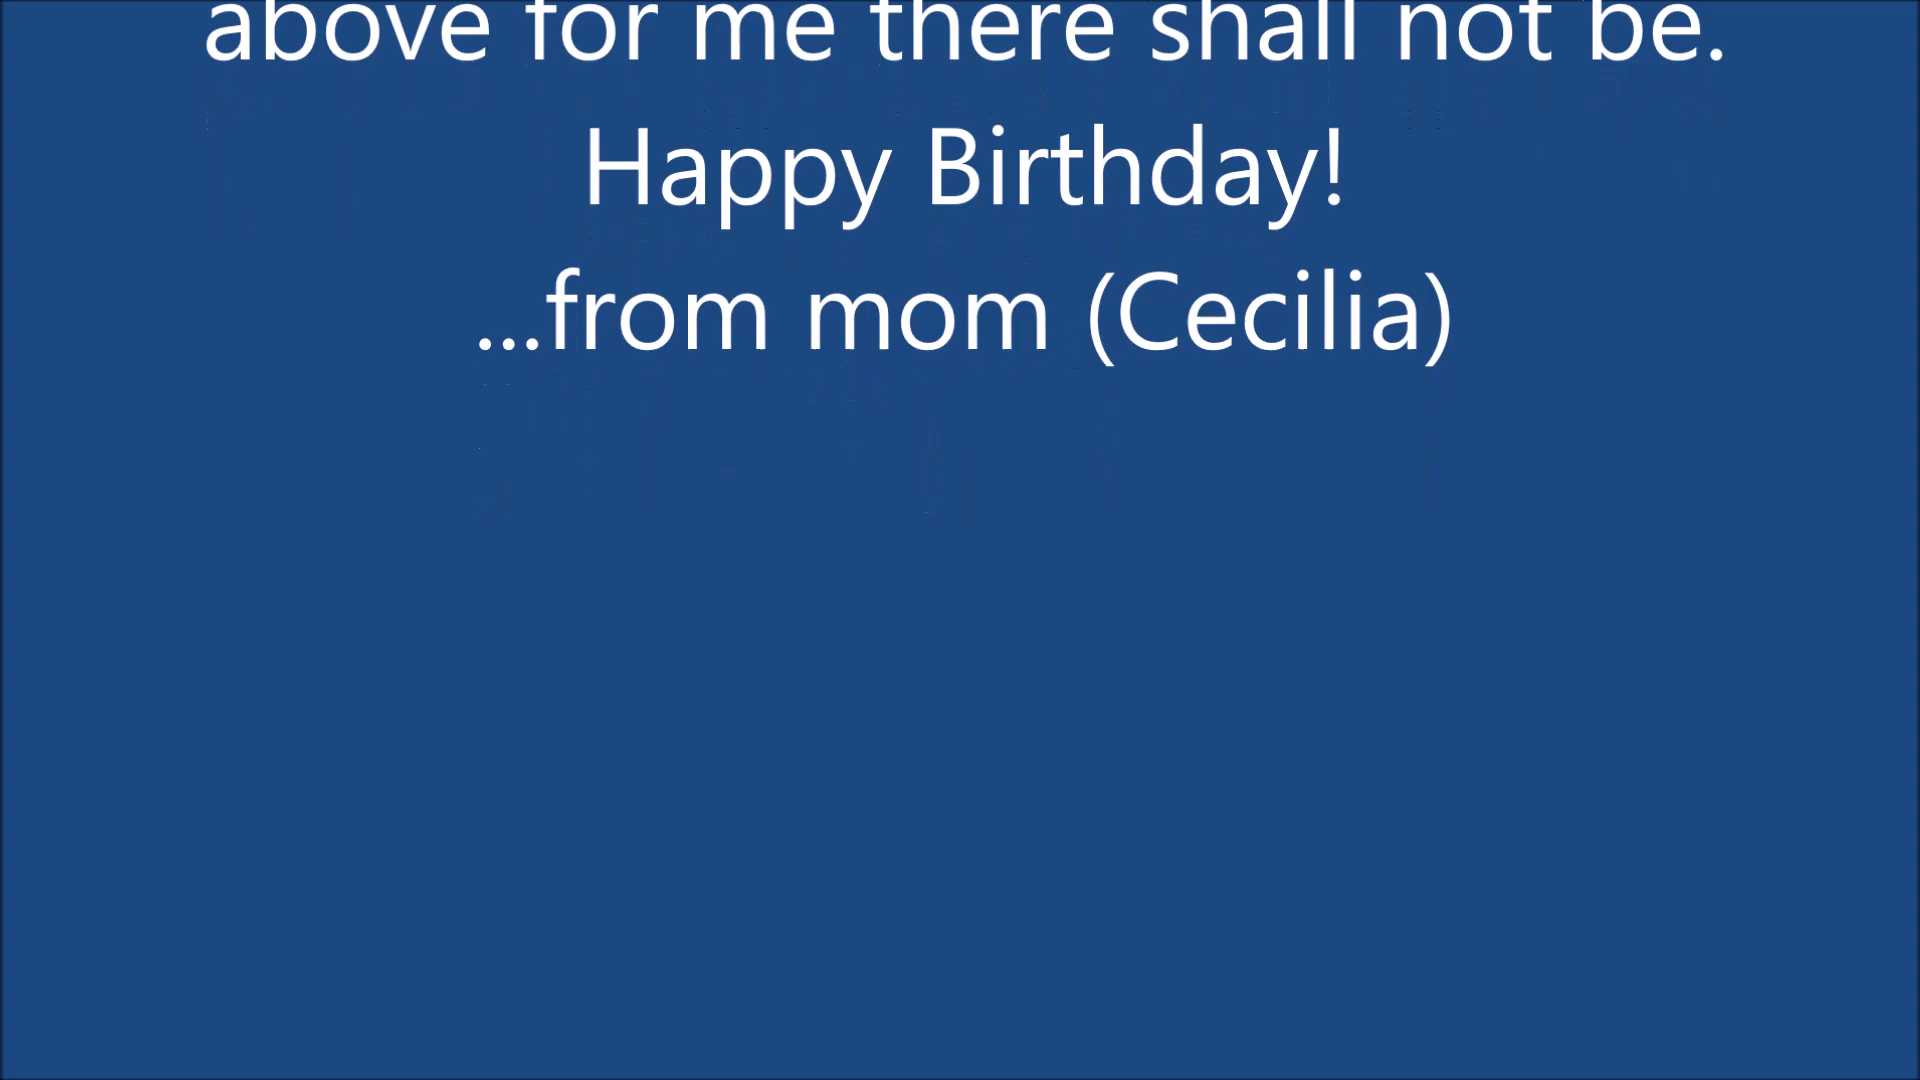 above for me there shall not be.
Happy Birthday!
...from mom (Cecilia)